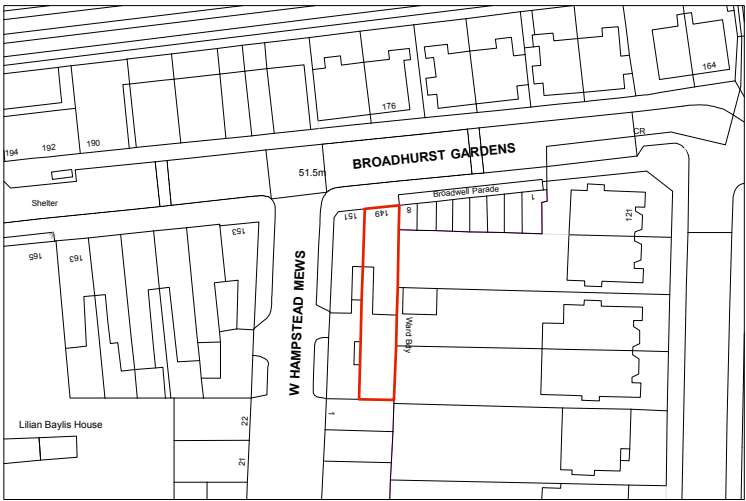 164
176
194
192
190
CR
BROADHURST GARDENS
51.5m
Shelter
Broadwell Parade
1
8
149
151
153
121
165
163
W HAMPSTEAD MEWS
Ward Bdy
1
Lilian Baylis House
22
21